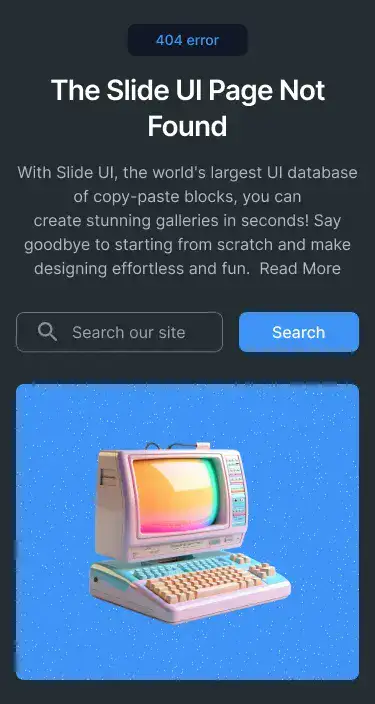 404 error
The Slide UI Page Not
Found
With Slide UI, the world's largest UI database
of copy-paste blocks, you can
create stunning galleries in seconds! Say
goodbye to starting from scratch and make
designing effortless and fun.  Read More
Search our site
Search